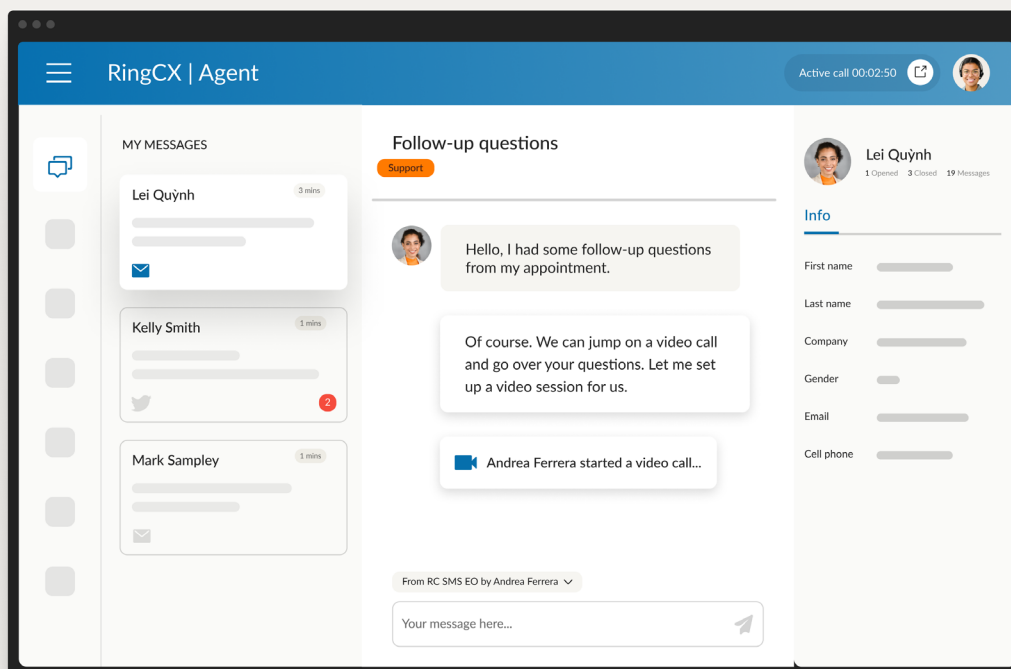 RingCX | Agent
Active call 00:02:50
MY MESSAGES
Lei Quỳnh
3 mins
Kelly Smith
1 mins
2
Mark Sampley
1 mins
Follow-up questions
Support
Hello, I had some follow-up questions
from my appointment.
Of course. We can jump on a video call
and go over your questions. Let me set
up a video session for us.
Andrea Ferrera started a video call...
From RC SMS EO by Andrea Ferrera
Your message here...
Lei Quỳnh
1 Opened 3 Closed 19 Messages
Info
First name
Last name
Company
Gender
Email
Cell phone